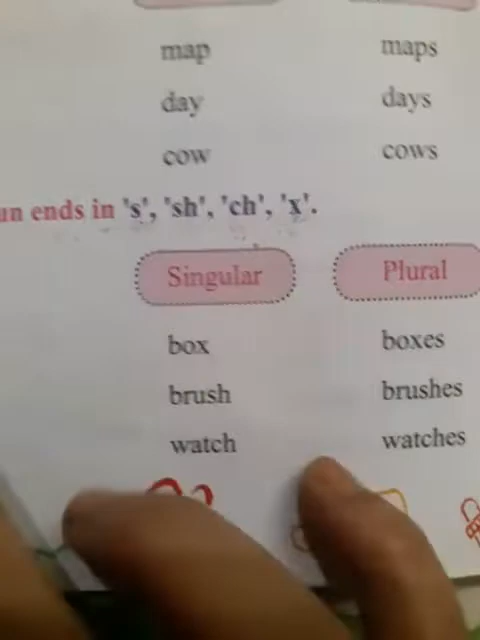 map maps
day days
cow cows
un ends in 's', 'sh', 'ch', 'x'.
Singular Plural
box boxes
brush brushes
watch watches